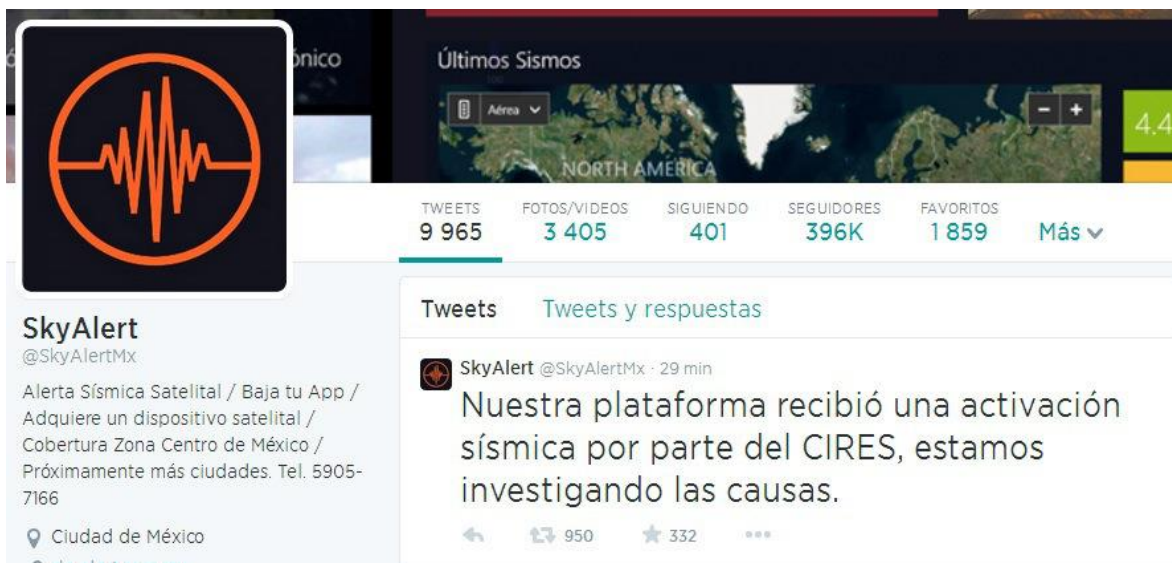 ónico
Últimos Sismos
Aérea
NORTH AMERICA
4.4
TWEETS FOTOS/VIDEOS SIGUIENDO SEGUIDORES FAVORITOS
9 965 3 405 401 396K 1 859 Más
Tweets Tweets y respuestas
SkyAlert
@SkyAlertMx
Alerta Sísmica Satelital / Baja tu App /
Adquiere un dispositivo satelital /
Cobertura Zona Centro de México /
Próximamente más ciudades. Tel. 5905-
7166
Ciudad de México
SkyAlert @SkyAlertMx · 29 min
Nuestra plataforma recibió una activación
sísmica por parte del CIRES, estamos
investigando las causas.
950 332